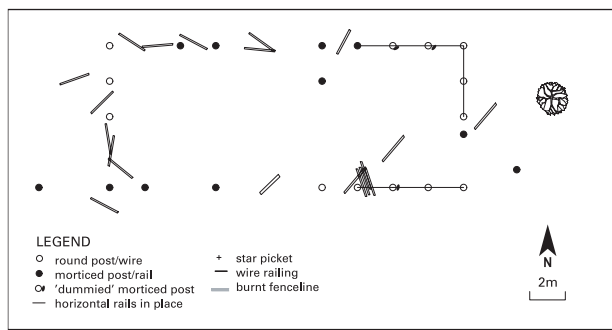 LEGEND
round post/wire
morticed post/rail
'dummied' morticed post
horizontal rails in place
star picket
wire railing
burnt fenceline
N
2m